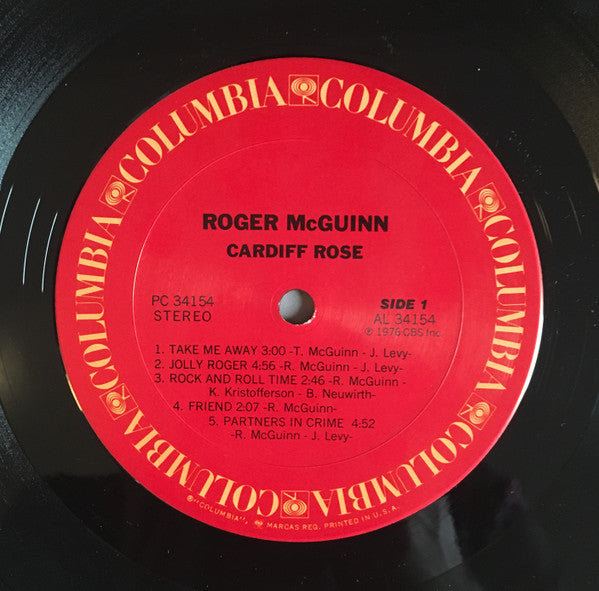 COLUMBIA COLUMBIA COLUMBIA COLUMBIA COLUMBIA COLUMBIA COLUMBIA
ROGER McGUINN
CARDIFF ROSE
PC 34154
STEREO
SIDE 1
AL 34154
℗ 1976 CBS Inc.
1. TAKE ME AWAY 3:00 -T. McGuinn - J. Levy-
2. JOLLY ROGER 4:56 -R. McGuinn - J. Levy-
3. ROCK AND ROLL TIME 2:46 -R. McGuinn -
K. Kristofferson - B. Neuwirth-
4. FRIEND 2:07 -R. McGuinn-
5. PARTNERS IN CRIME 4:52
-R. McGuinn - J. Levy-
®"COLUMBIA", MARCAS REG. PRINTED IN U.S.A.